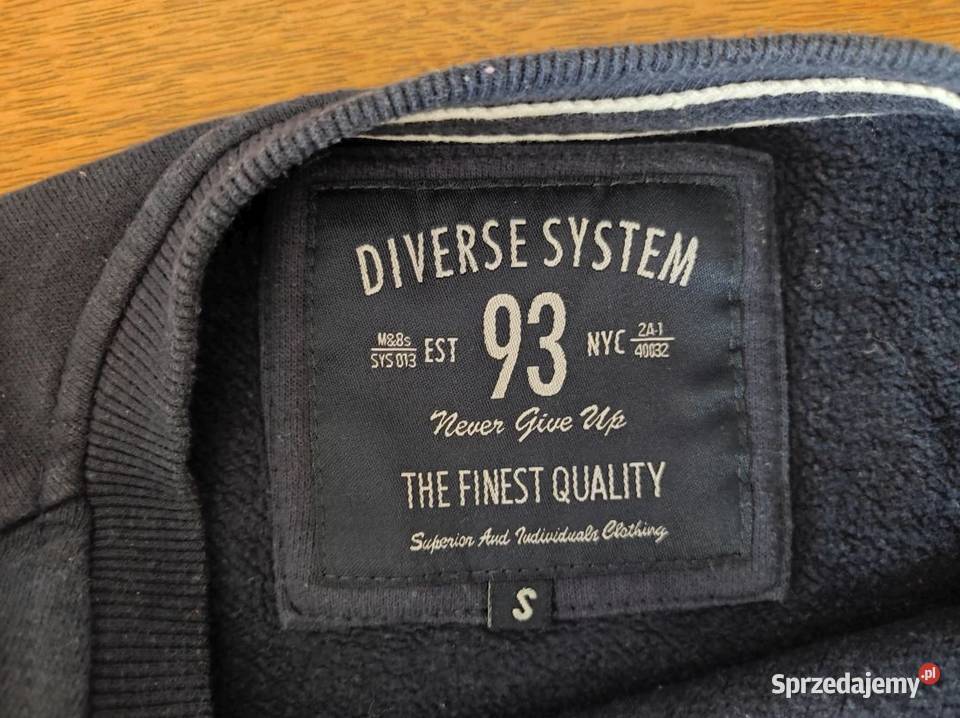 DIVERSE SYSTEM
M&8s
SYS 013
EST
93
NYC
2A-1
40032
Never Give Up
THE FINEST QUALITY
Superior And Individuals Clothing
S
Sprzedajemy.pl